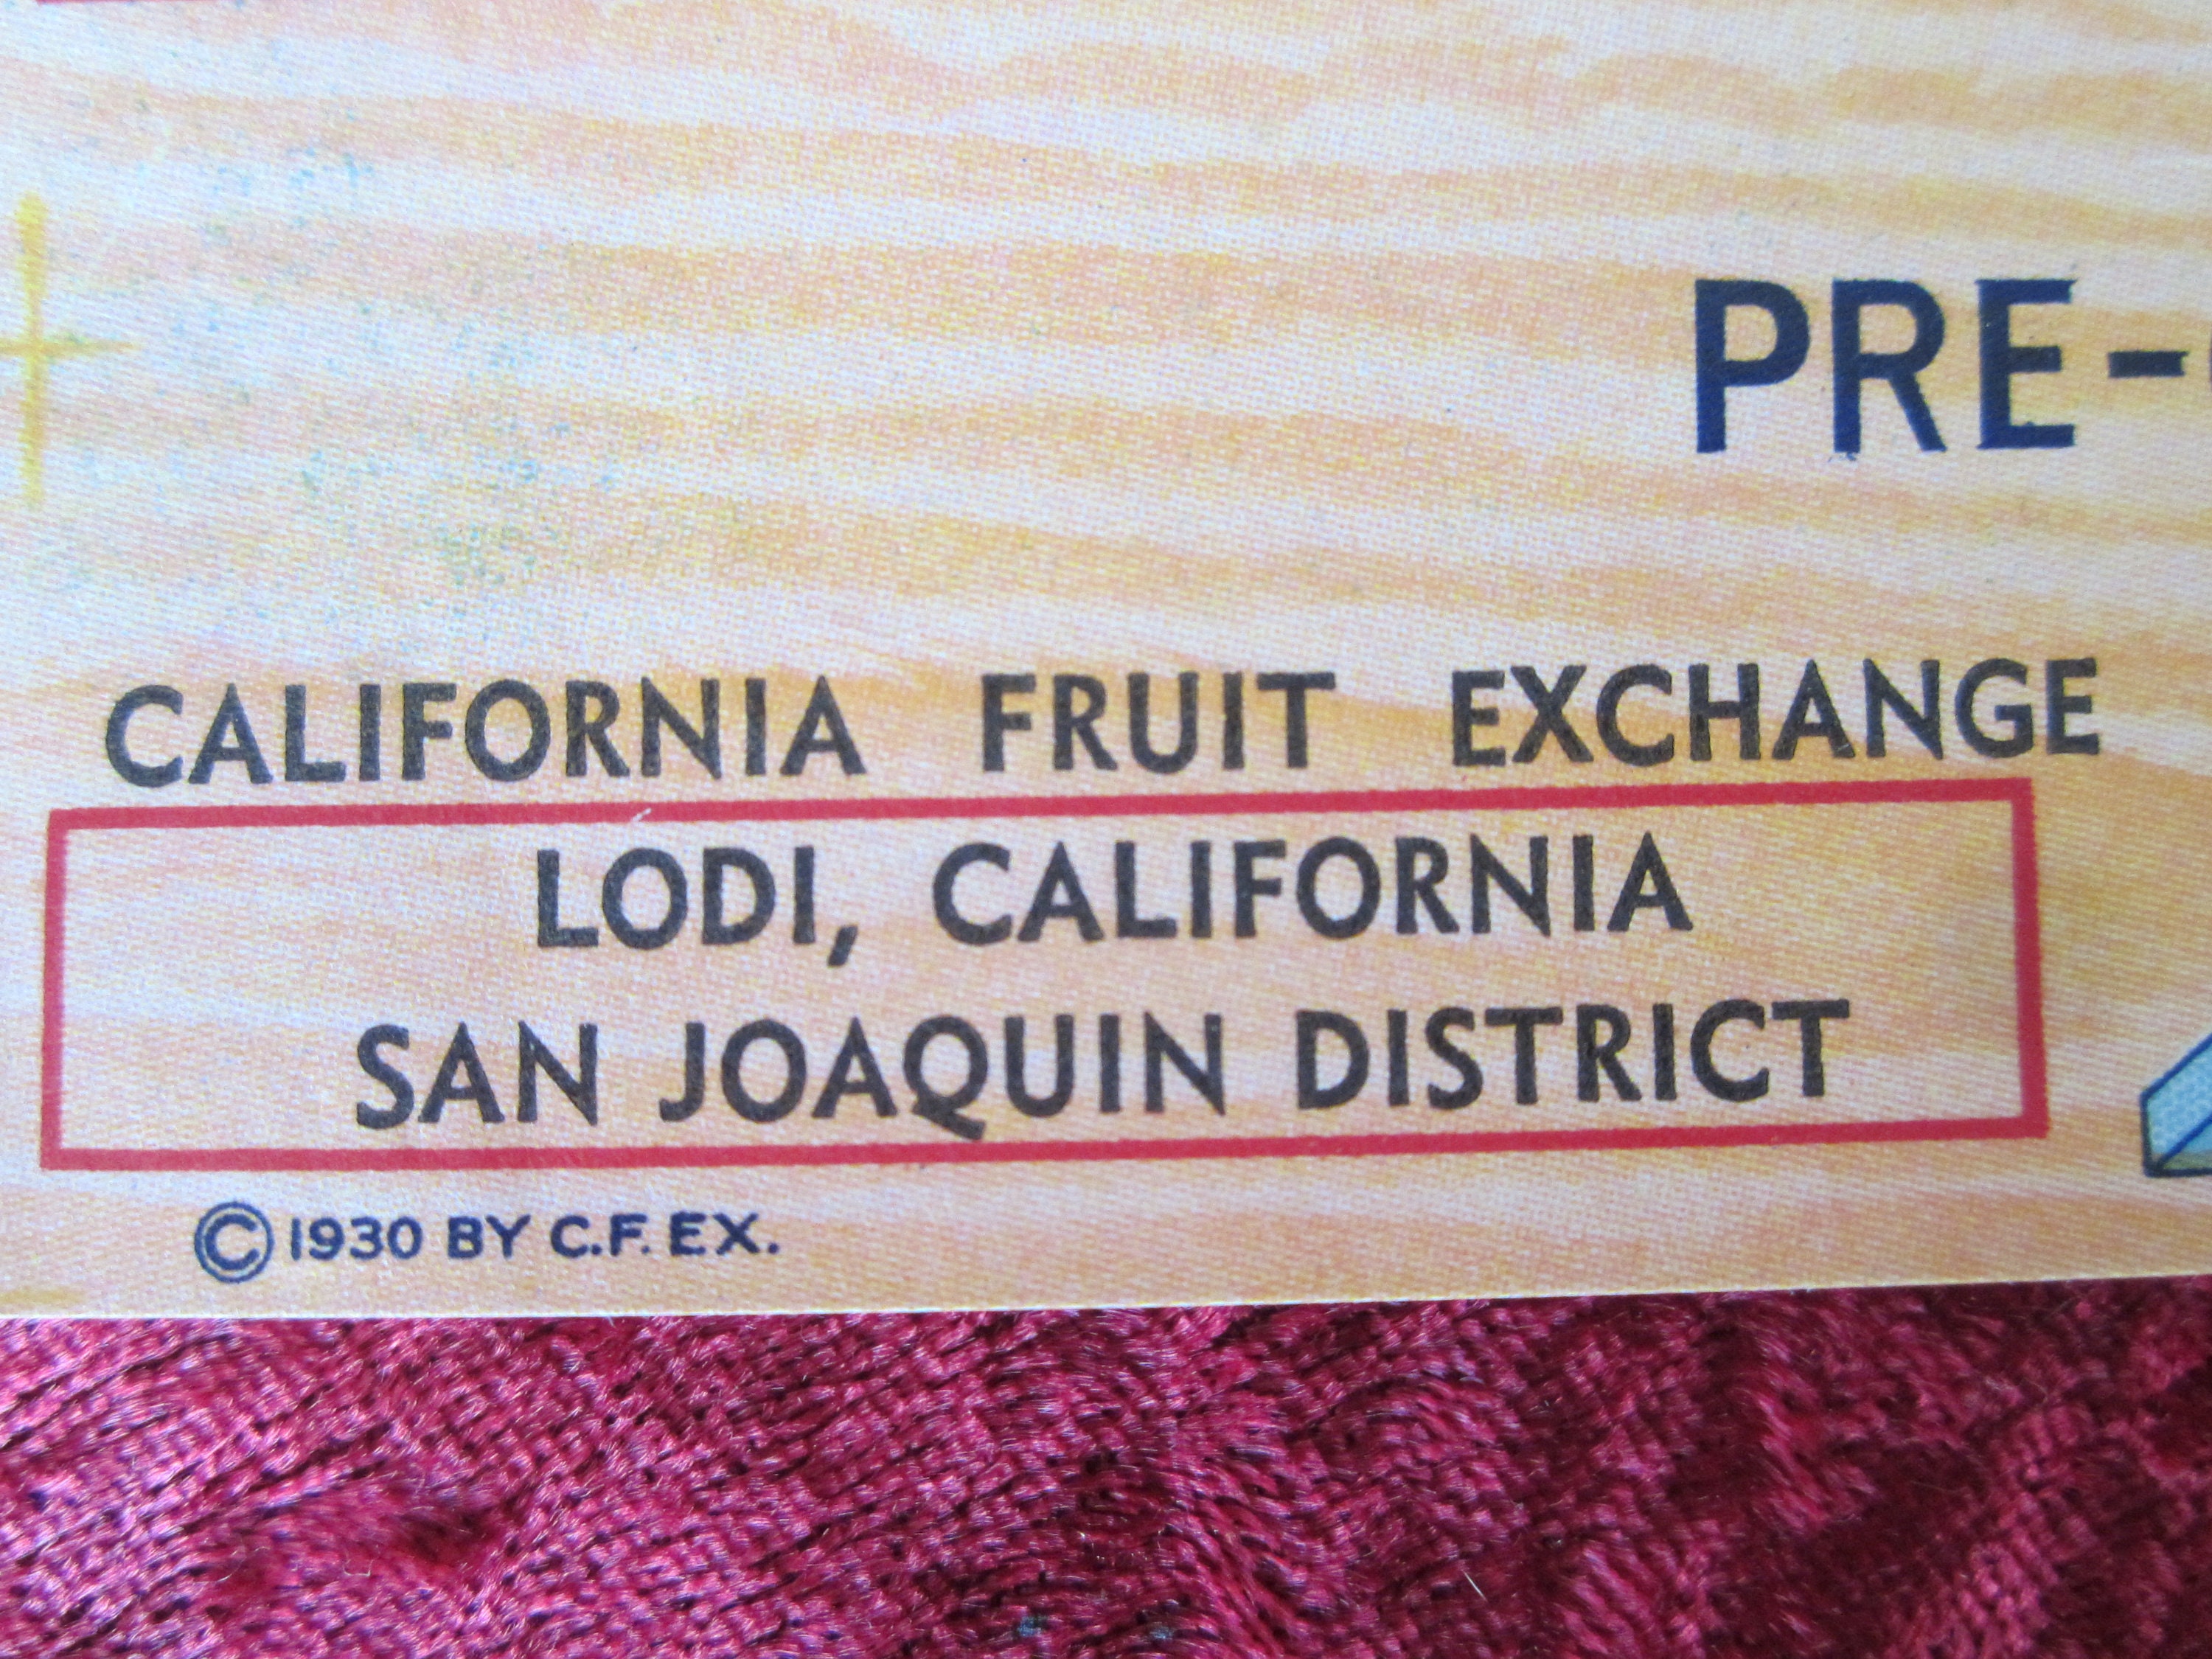 PRE-
CALIFORNIA FRUIT EXCHANGE
LODI, CALIFORNIA
SAN JOAQUIN DISTRICT
© 1930 BY C.F. EX.